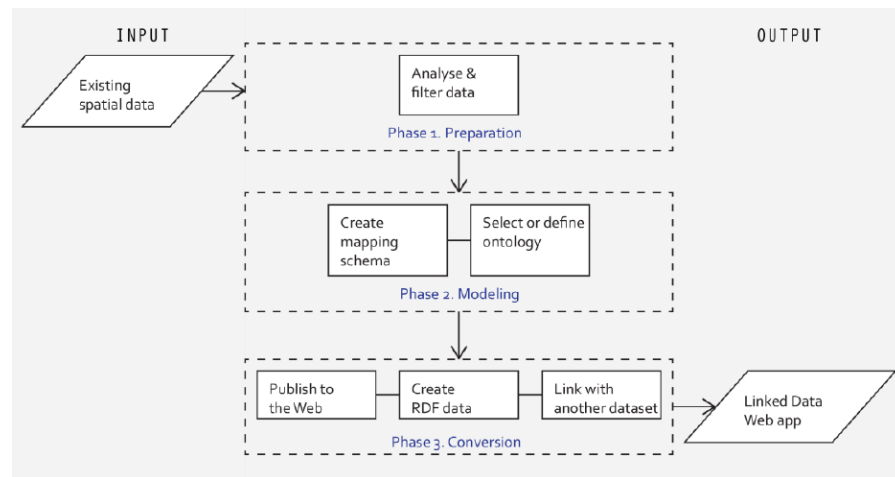 INPUT
OUTPUT
Existing
spatial data
Analyse &
filter data
Phase 1. Preparation
Create
mapping
schema
Select or define
ontology
Phase 2. Modeling
Publish to
the Web
Create
RDF data
Link with
another dataset
Phase 3. Conversion
Linked Data
Web app